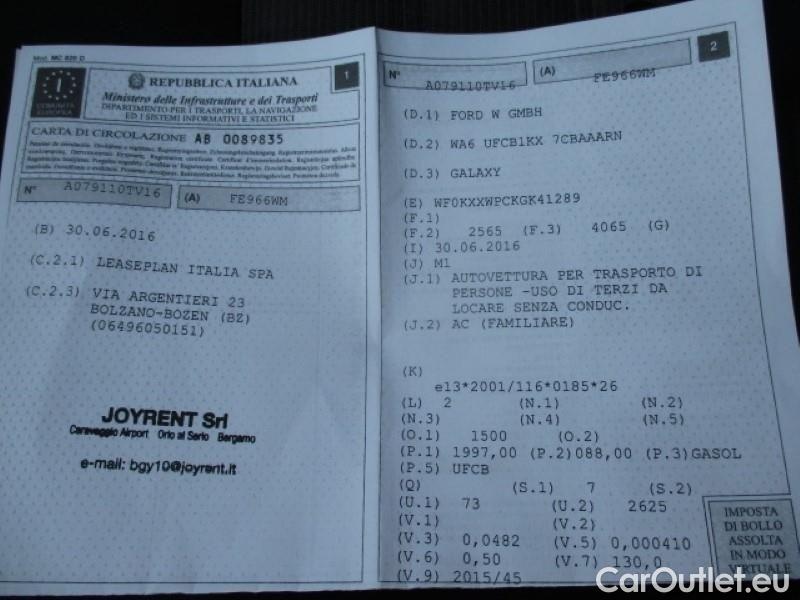 Mod. MC 820 D
REPUBBLICA ITALIANA
1
Ministero delle Infrastrutture e dei Trasporti
DIPARTIMENTO PER I TRASPORTI, LA NAVIGAZIONE
ED I SISTEMI INFORMATIVI E STATISTICI
I
COMUNITÀ
EUROPEA
CARTA DI CIRCOLAZIONE AB 0089835
N° A079110TV16 (A) FE966WM
(B) 30.06.2016
(C.2.1) LEASEPLAN ITALIA SPA
(C.2.3) VIA ARGENTIERI 23
BOLZANO-BOZEN (BZ)
(06496050151)
JOYRENT Srl
Caravaggio Airport Orio al Serio Bergamo
e-mail: bgy10@joyrent.it
2
N° A079110TV16 (A) FE966WM
(D.1) FORD W GMBH
(D.2) WA6 UFCB1KX 7CBAAARN
(D.3) GALAXY
(E) WF0KXXWPCKGK41289
(F.1)
(F.2) 2565 (F.3) 4065 (G)
(I) 30.06.2016
(J) M1
(J.1) AUTOVETTURA PER TRASPORTO DI
PERSONE -USO DI TERZI DA
LOCARE SENZA CONDUC.
(J.2) AC (FAMILIARE)
(K)
e13*2001/116*0185*26
(L) 2 (N.1) (N.2)
(N.3) (N.4) (N.5)
(O.1) 1500 (O.2)
(P.1) 1997,00 (P.2)088,00 (P.3)GASOL
(P.5) UFCB
(Q) (S.1) 7 (S.2)
(U.1) 73 (U.2) 2625
(V.1) (V.2)
(V.3) 0,0482 (V.5) 0,000410
(V.6) 0,50 (V.7) 130,0
(V.9) 2015/45
IMPOSTA
DI BOLLO
ASSOLTA
IN MODO
VIRTUALE
CarOutlet.eu